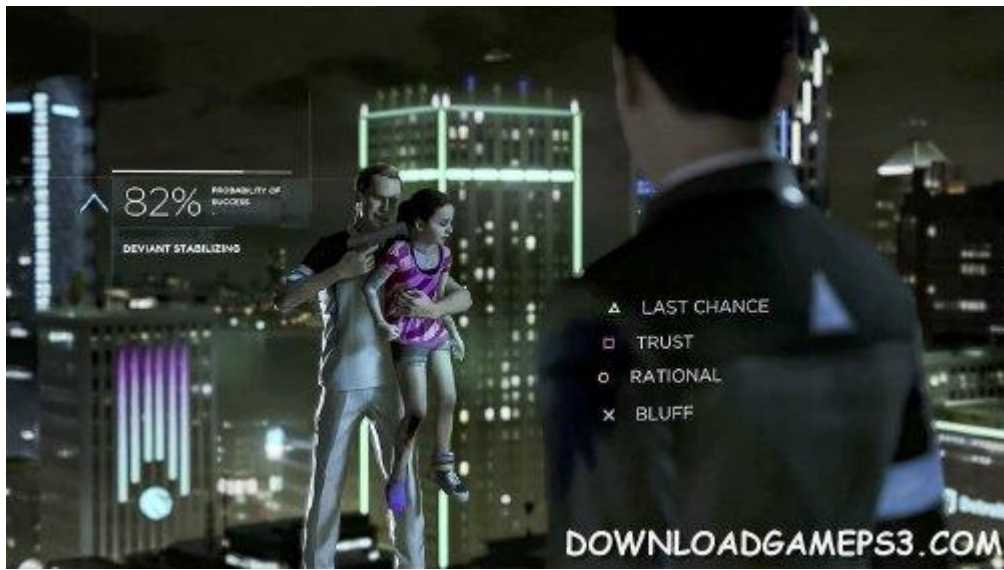 82%
PROBABILITY OF
SUCCESS
DEVIANT STABILIZING
LAST CHANCE
TRUST
RATIONAL
BLUFF
DOWNLOADGAMEPS3.COM